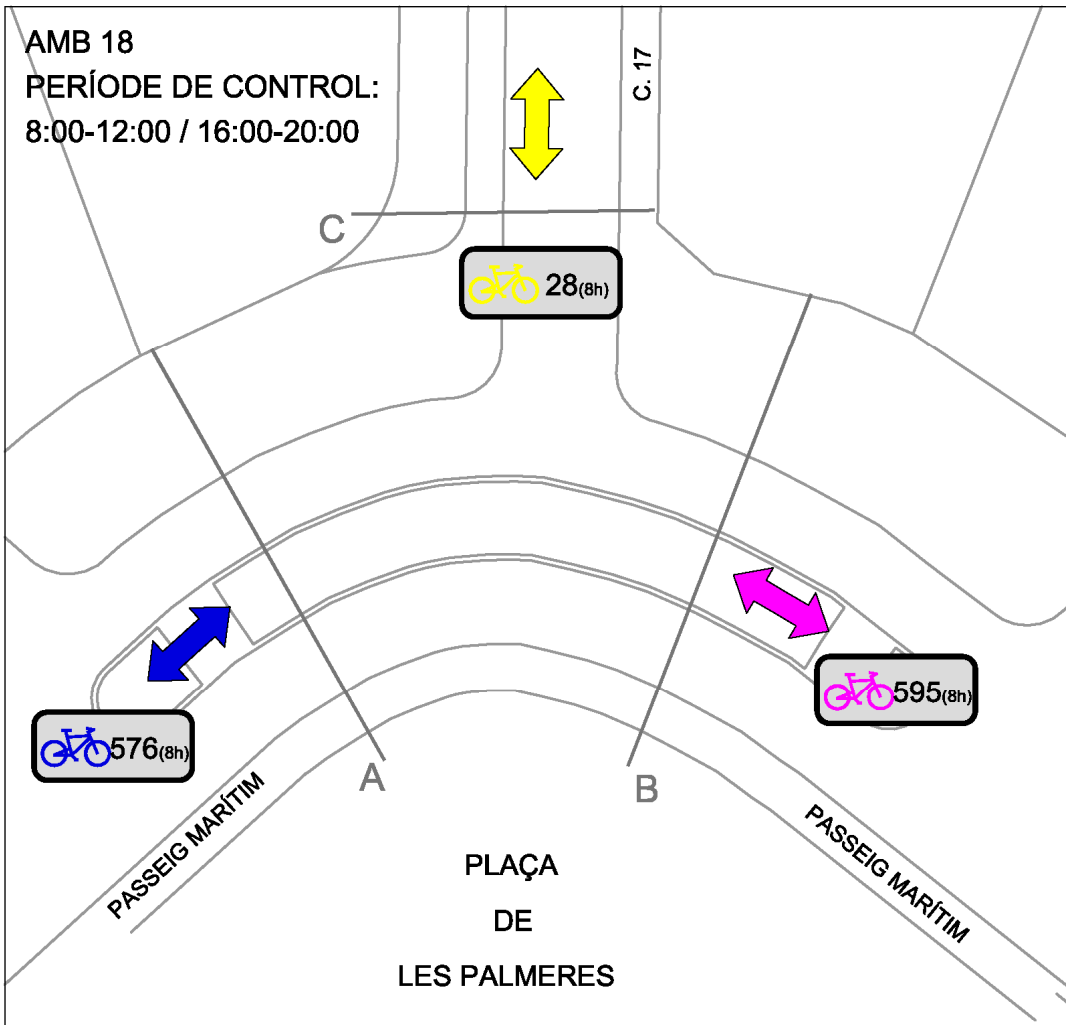 AMB 18
PERÍODE DE CONTROL:
8:00-12:00 / 16:00-20:00
C. 17
C
28(8h)
595(8h)
576(8h)
A
B
PASSEIG MARÍTIM
PASSEIG MARÍTIM
PLAÇA
DE
LES PALMERES